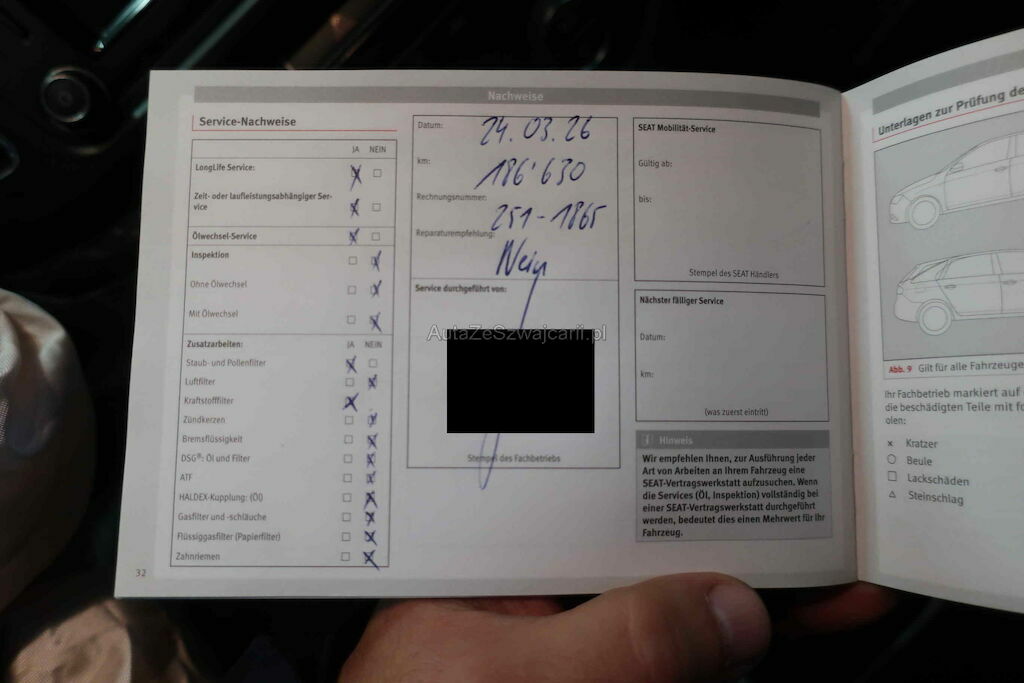 Nachweise
Service-Nachweise
JA NEIN
LongLife Service:
Zeit- oder laufleistungsabhängiger Ser-
vice
Ölwechsel-Service
Inspektion
Ohne Ölwechsel
Mit Ölwechsel
Zusatzarbeiten: JA NEIN
Staub- und Pollenfilter
Luftfilter
Kraftstofffilter
Zündkerzen
Bremsflüssigkeit
DSG®: Öl und Filter
ATF
HALDEX-Kupplung: (Öl)
Gasfilter und -schläuche
Flüssiggasfilter (Papierfilter)
Zahnriemen
32
Datum: 24.03.26
km: 186'630
Rechnungsnummer: 251-1865
Reparaturempfehlung: Nein
Service durchgeführt von:
AutaZeSzwajcarii.pl
Stempel des Fachbetriebs
SEAT Mobilität-Service
Gültig ab:
bis:
Stempel des SEAT Händlers
Nächster fälliger Service
Datum:
km:
(was zuerst eintritt)
Hinweis
Wir empfehlen Ihnen, zur Ausführung jeder
Art von Arbeiten an Ihrem Fahrzeug eine
SEAT-Vertragswerkstatt aufzusuchen. Wenn
die Services (Öl, Inspektion) vollständig bei
einer SEAT-Vertragswerkstatt durchgeführt
werden, bedeutet dies einen Mehrwert für Ihr
Fahrzeug.
Unterlagen zur Prüfung de
Abb. 9 Gilt für alle Fahrzeuge
Ihr Fachbetrieb markiert auf
die beschädigten Teile mit fo
olen:
x Kratzer
○ Beule
□ Lackschäden
△ Steinschlag